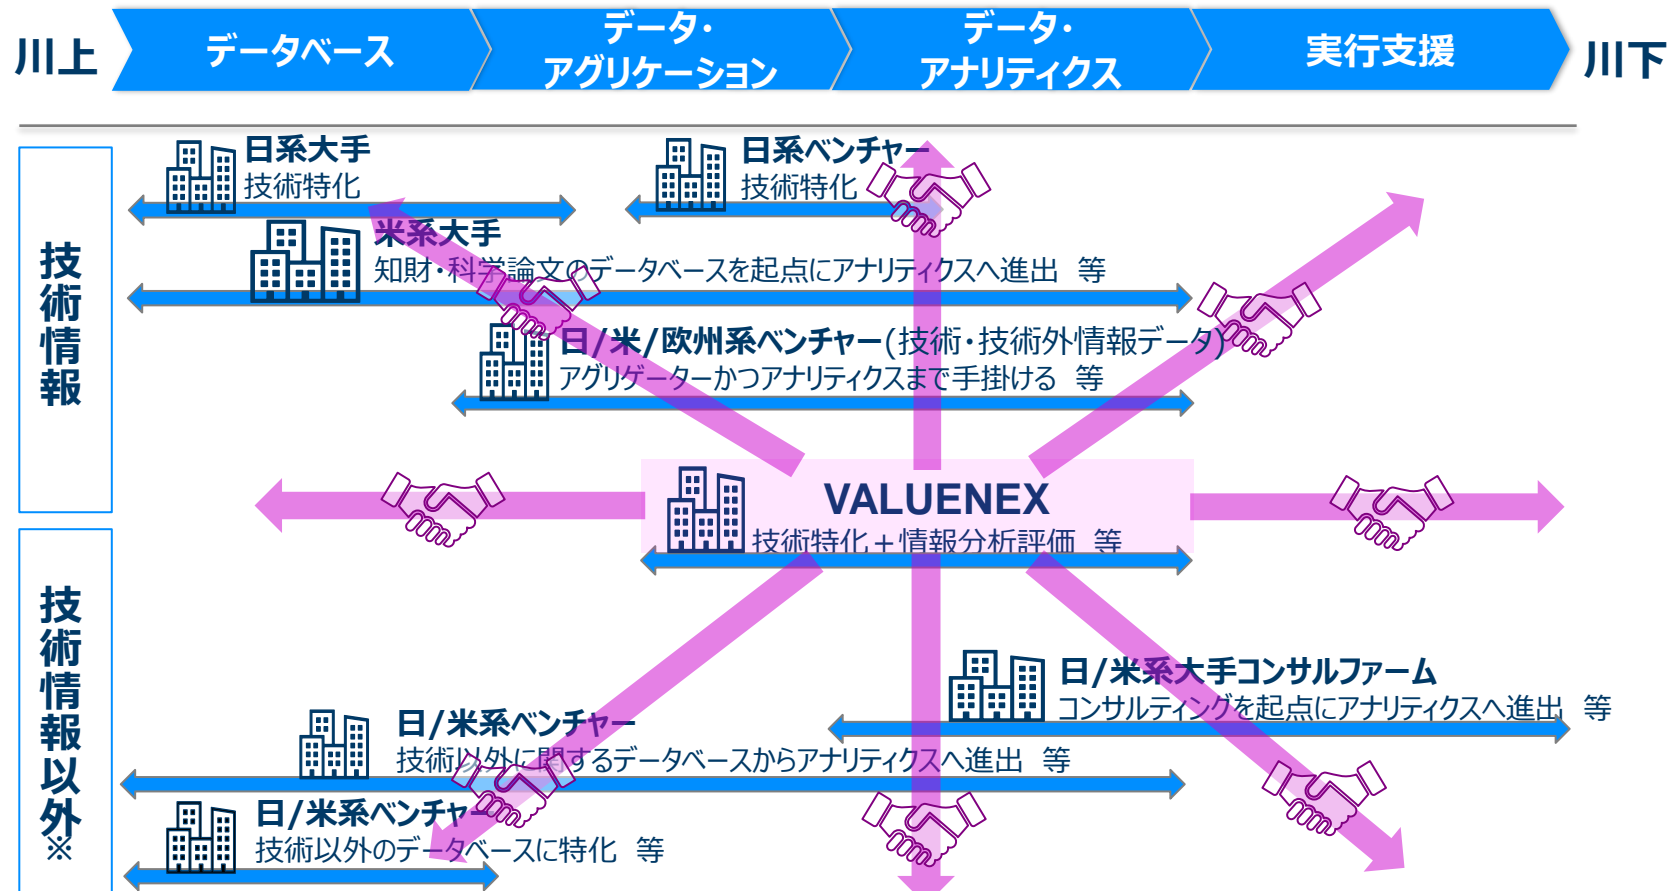 川上
データベース
データ・
アグリケーション
データ・
アナリティクス
実行支援
川下
技術情報
日系大手
技術特化
日系ベンチャー
技術特化
米系大手
知財・科学論文のデータベースを起点にアナリティクスへ進出 等
日/米/欧州系ベンチャー(技術・技術外情報データ)
アグリゲーターかつアナリティクスまで手掛ける 等
VALUENEX
技術特化＋情報分析評価 等
技術情報以外※
日/米系大手コンサルファーム
コンサルティングを起点にアナリティクスへ進出 等
日/米系ベンチャー
技術以外に関するデータベースからアナリティクスへ進出 等
日/米系ベンチャー
技術以外のデータベースに特化 等